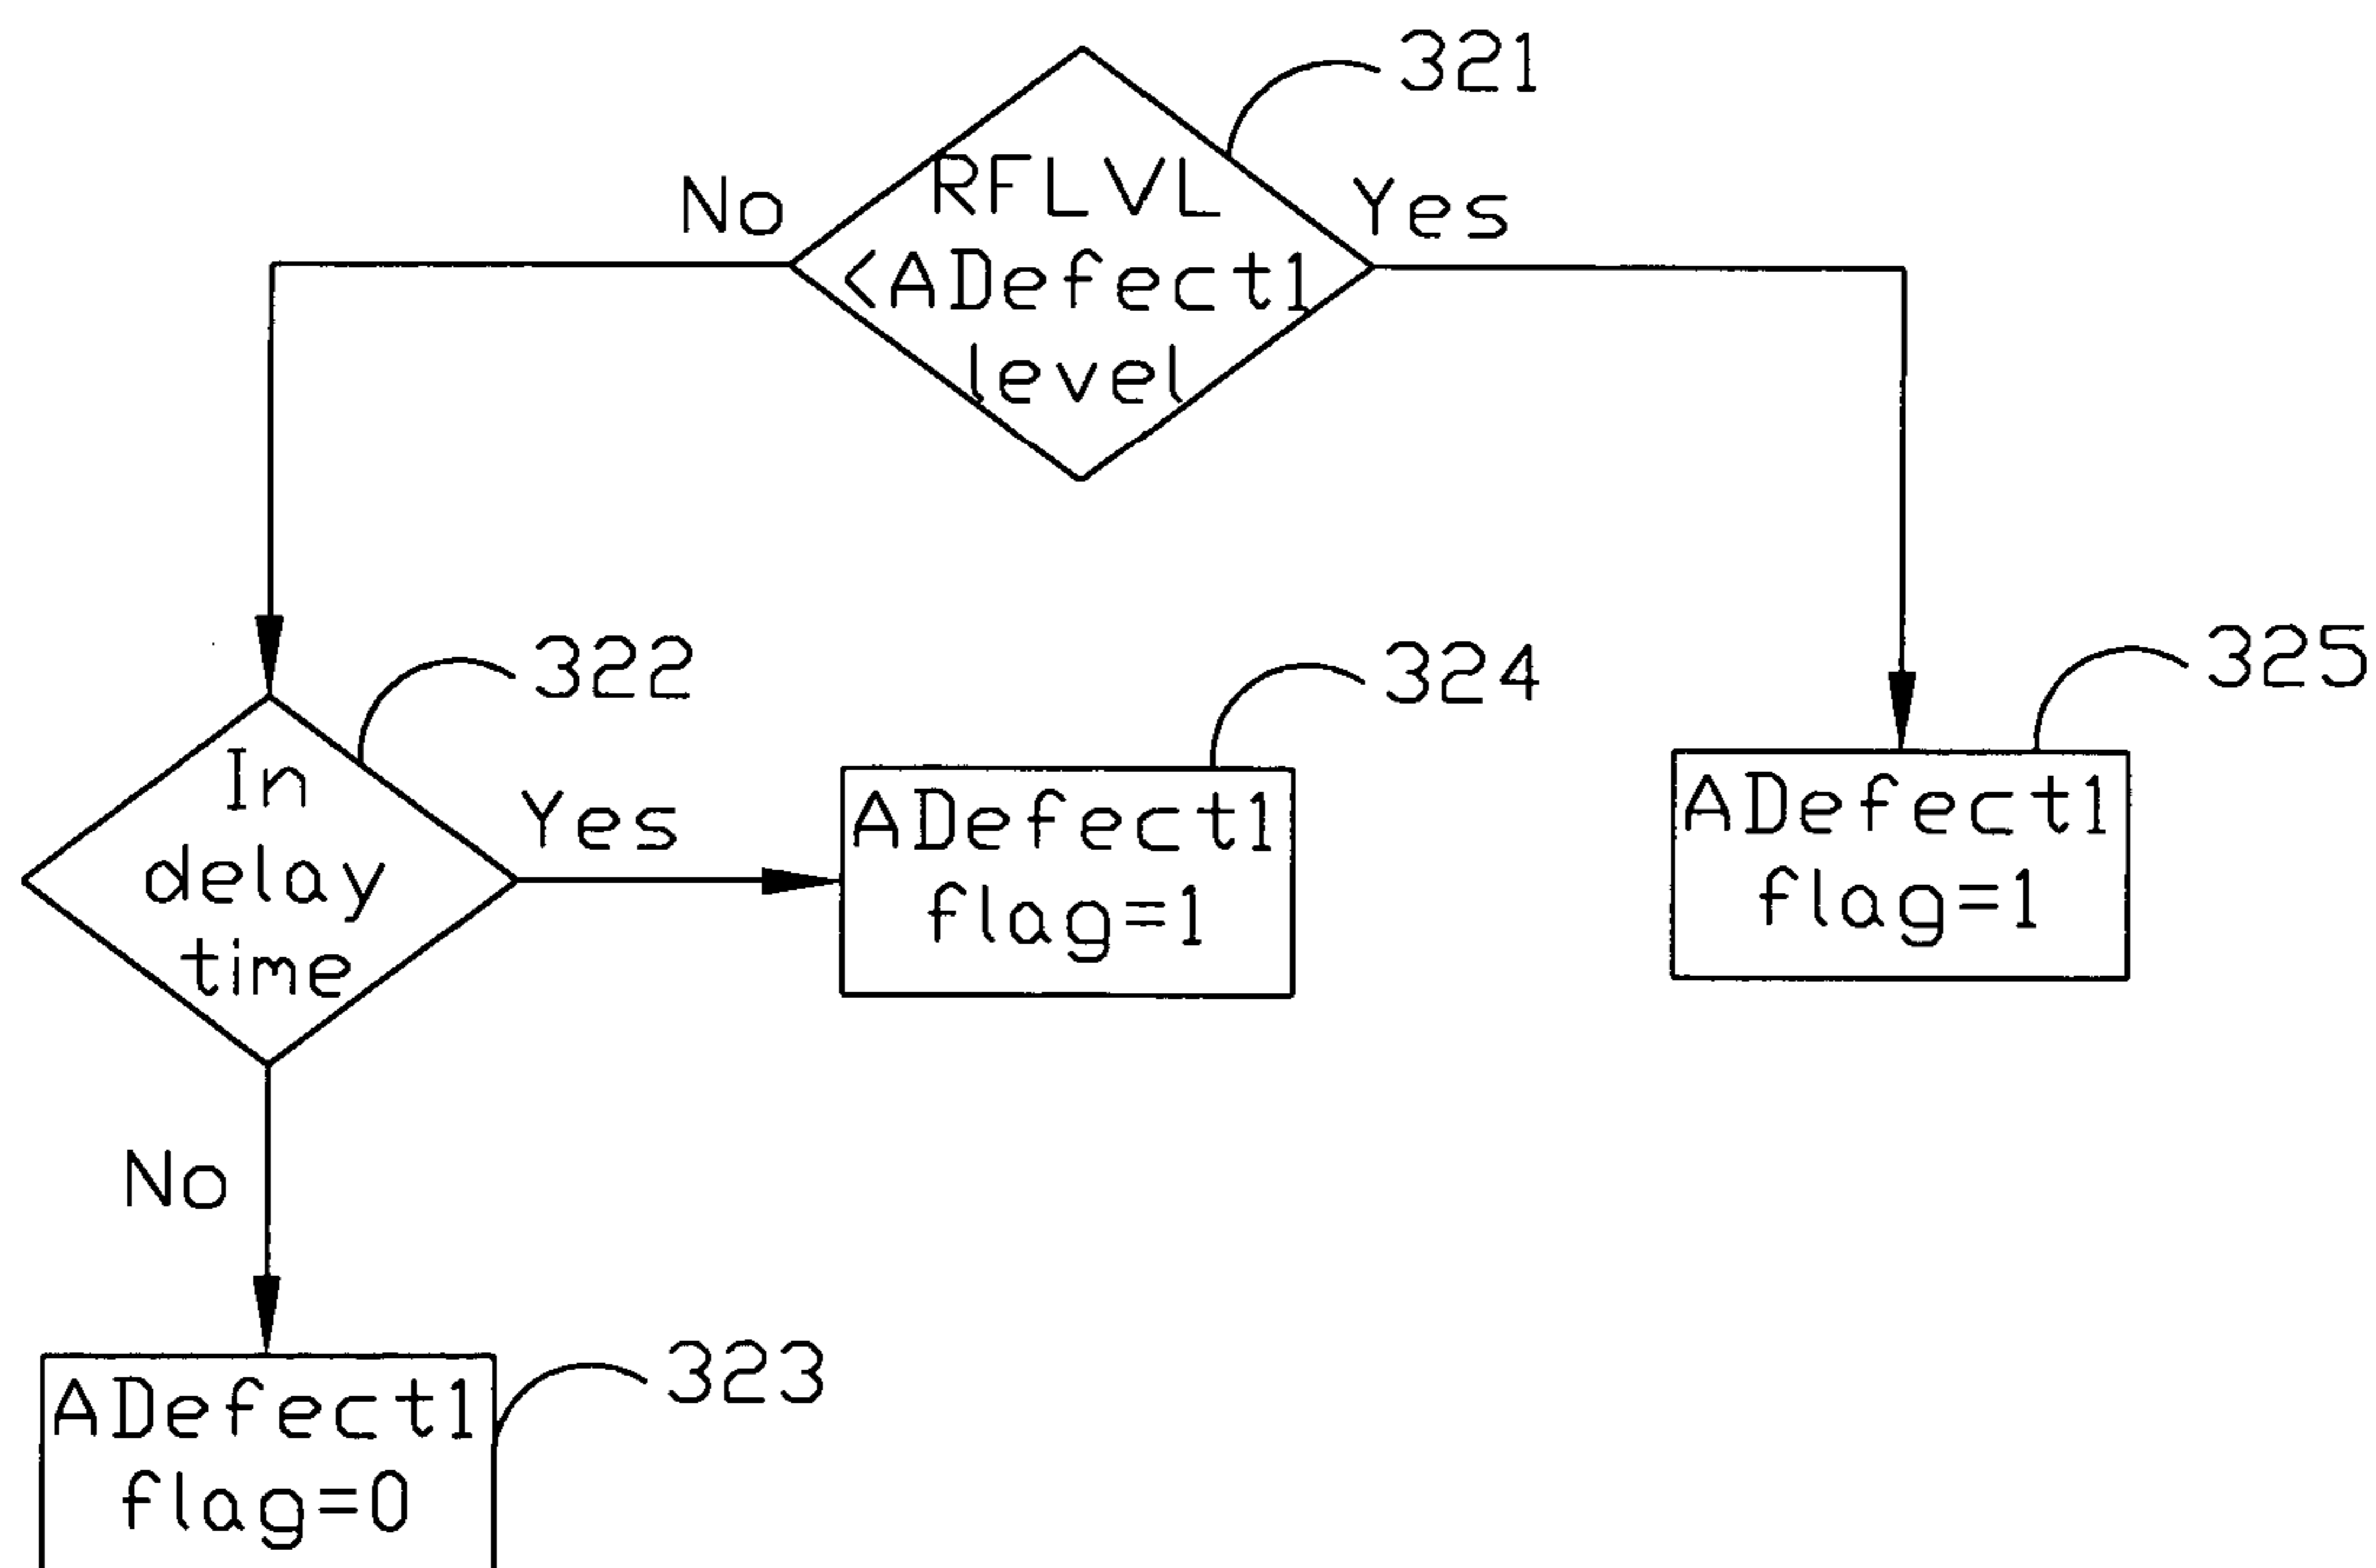 321
RFLVL
<ADefect1
level
No
Yes
322
In
delay
time
Yes
No
324
ADefect1
flag=1
325
ADefect1
flag=1
323
ADefect1
flag=0